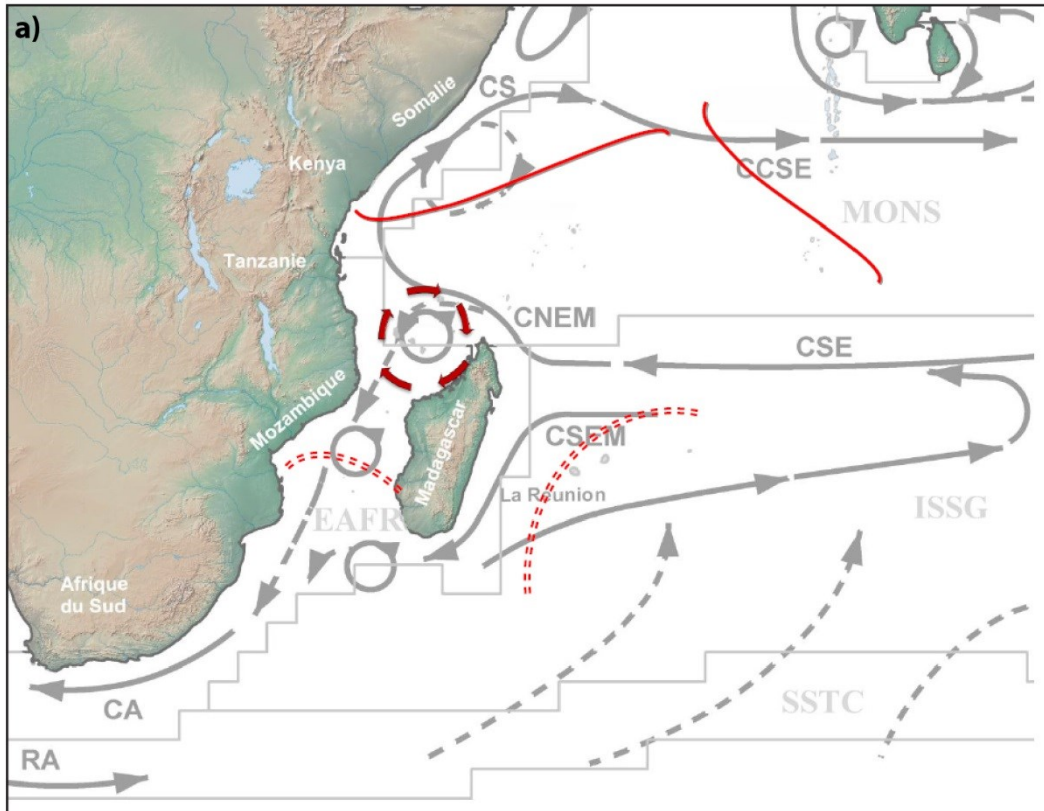 a)
CS
Somalie
Kenya
CCSE
MONS
Tanzanie
CNEM
CSE
Mozambique
Madagascar
CSEM
La Réunion
EAFR
ISSG
Afrique
du Sud
SSTC
CA
RA